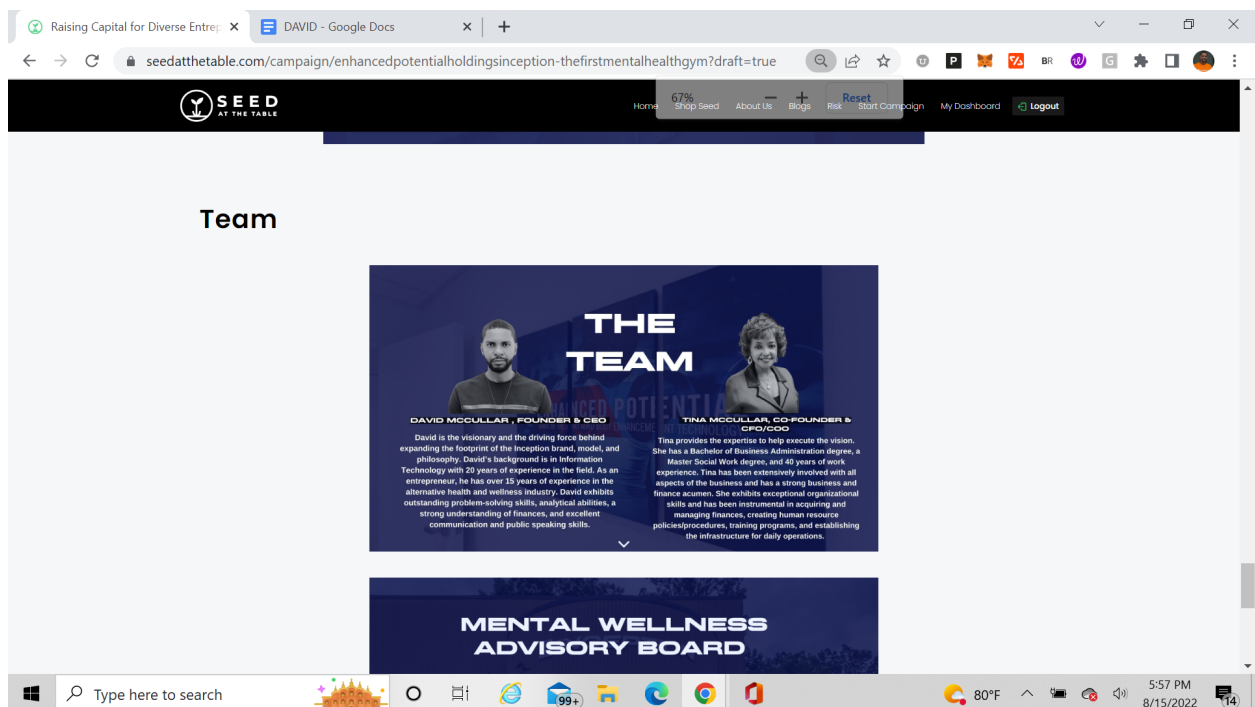 Raising Capital for Diverse Entrep
DAVID - Google Docs
seedatthetable.com/campaign/enhancedpotentialholdingsinception-thefirstmentalhealthgym?draft=true
BR
67%
Reset
SEED
AT THE TABLE
Home Shop Seed About Us Blogs Risk Start Campaign My Dashboard Logout
Team
THE
TEAM
DAVID MCCULLAR , FOUNDER & CEO
David is the visionary and the driving force behind
expanding the footprint of the Inception brand, model, and
philosophy. David's background is in Information
Technology with 20 years of experience in the field. As an
entrepreneur, he has over 15 years of experience in the
alternative health and wellness industry. David exhibits
outstanding problem-solving skills, analytical abilities, a
strong understanding of finances, and excellent
communication and public speaking skills.
TINA MCCULLAR, CO-FOUNDER &
CFO/COO
Tina provides the expertise to help execute the vision.
She has a Bachelor of Business Administration degree, a
Master Social Work degree, and 40 years of work
experience. Tina has been extensively involved with all
aspects of the business and has a strong business and
finance acumen. She exhibits exceptional organizational
skills and has been instrumental in acquiring and
managing finances, creating human resource
policies/procedures, training programs, and establishing
the infrastructure for daily operations.
MENTAL WELLNESS
ADVISORY BOARD
Type here to search
99+
80°F
5:57 PM
8/15/2022
14